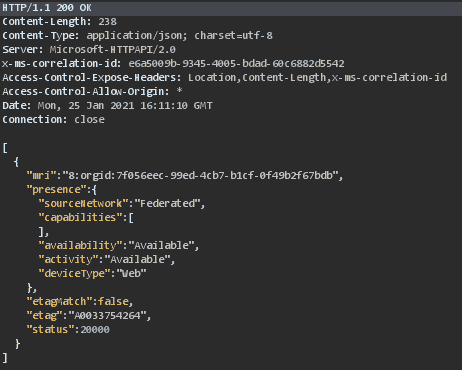 HTTP/1.1 200 OK
Content-Length: 238
Content-Type: application/json; charset=utf-8
Server: Microsoft-HTTPAPI/2.0
x-ms-correlation-id: e6a5009b-9345-4005-bdad-60c6882d5542
Access-Control-Expose-Headers: Location,Content-Length,x-ms-correlation-id
Access-Control-Allow-Origin: *
Date: Mon, 25 Jan 2021 16:11:10 GMT
Connection: close
[
{
"mri":"8:orgid:7f056eec-99ed-4cb7-b1cf-0f49b2f67bdb",
"presence":{
"sourceNetwork":"Federated",
"capabilities":[
],
"availability":"Available",
"activity":"Available",
"deviceType":"Web"
},
"etagMatch":false,
"etag":"A0033754264",
"status":20000
}
]